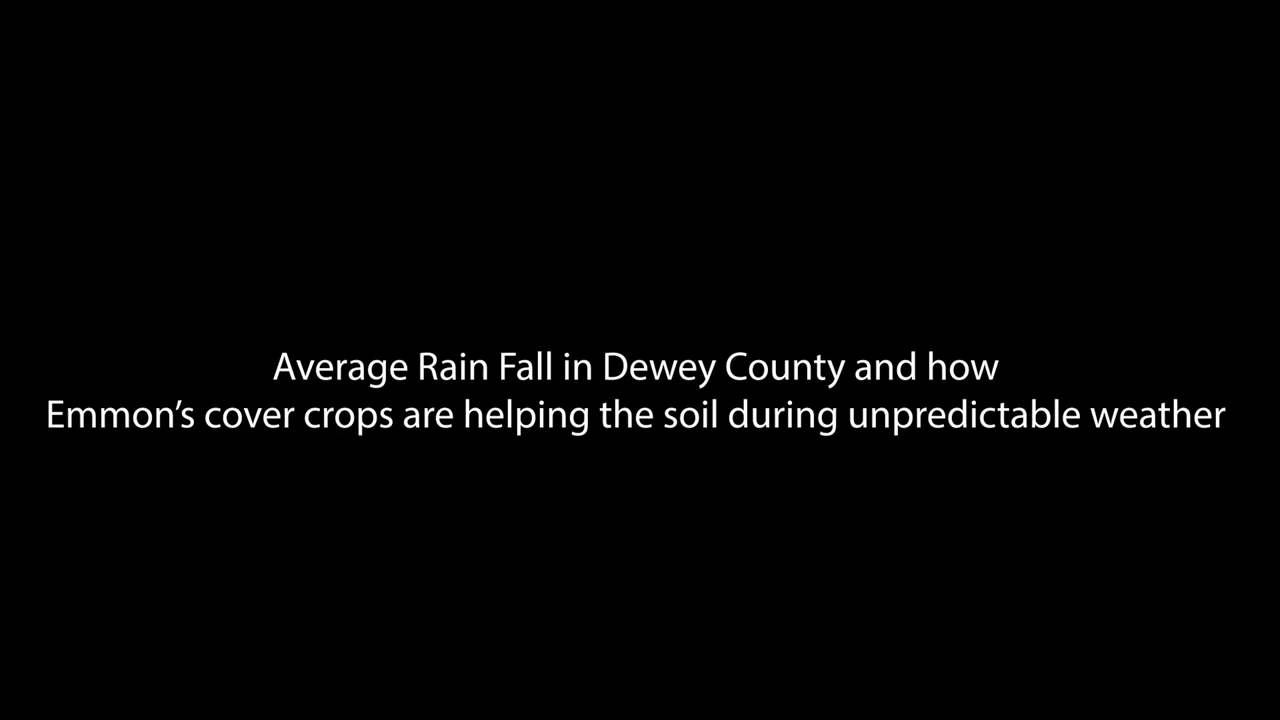 Average Rain Fall in Dewey County and how
Emmon’s cover crops are helping the soil during unpredictable weather